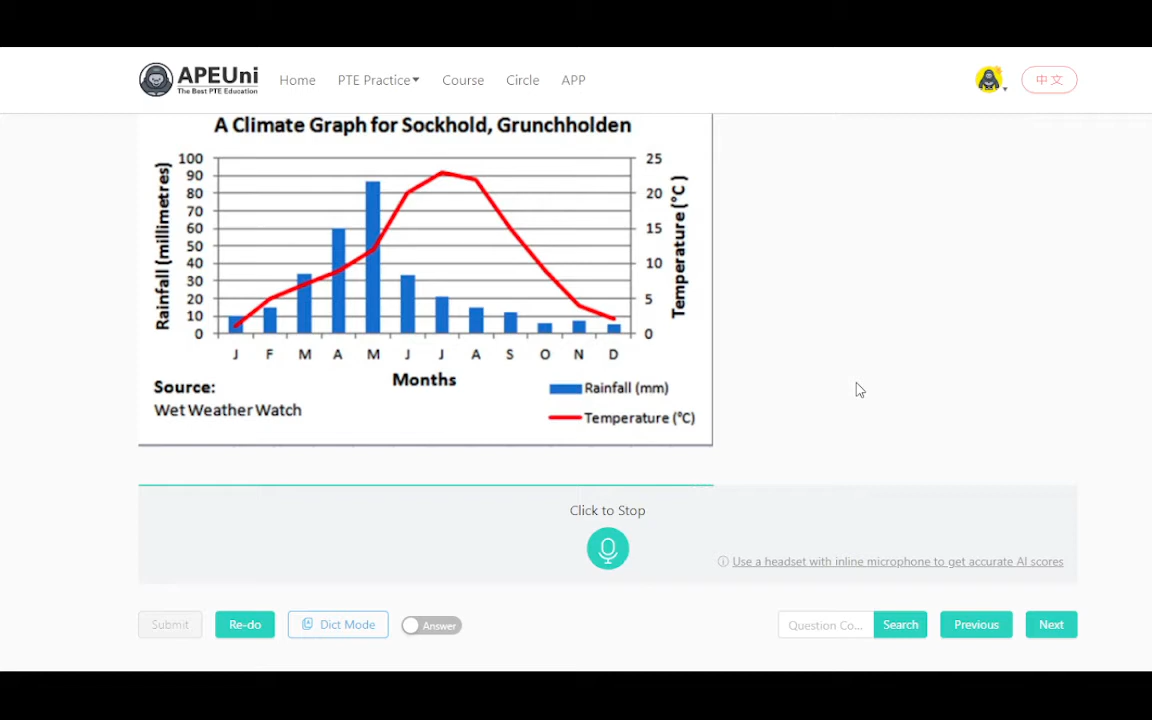 APEUni
The Best PTE Education
Home PTE Practice Course Circle APP
中文
A Climate Graph for Sockhold, Grunchholden
Rainfall (millimetres)
100
90
80
70
60
50
40
30
20
10
0
25
20
15
10
5
0
Temperature (°C)
J F M A M J J A S O N D
Months
Source:
Wet Weather Watch
Rainfall (mm)
Temperature (°C)
Click to Stop
Use a headset with inline microphone to get accurate AI scores
Submit Re-do Dict Mode Answer Question Co... Search Previous Next